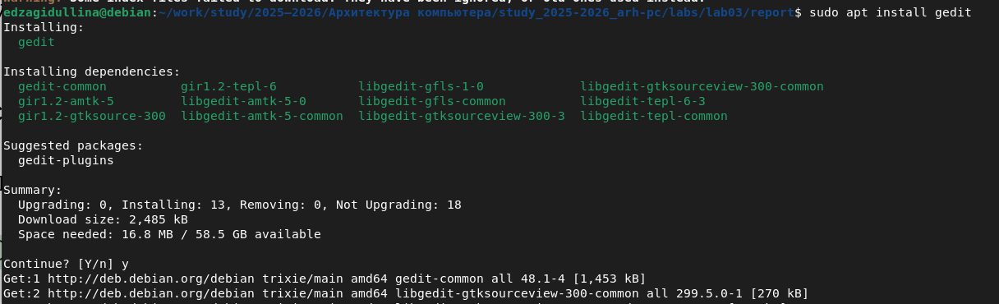 Warning: Some index files failed to download. They have been ignored, or old ones used instead.
edzagidullina@debian:~/work/study/2025–2026/Архитектура компьютера/study_2025-2026_arh-pc/labs/lab03/report$ sudo apt install gedit
Installing:
  gedit

Installing dependencies:
  gedit-common          gir1.2-tepl-6           libgedit-gfls-1-0             libgedit-gtksourceview-300-common
  gir1.2-amtk-5         libgedit-amtk-5-0       libgedit-gfls-common          libgedit-tepl-6-3
  gir1.2-gtksource-300  libgedit-amtk-5-common  libgedit-gtksourceview-300-3  libgedit-tepl-common

Suggested packages:
  gedit-plugins

Summary:
  Upgrading: 0, Installing: 13, Removing: 0, Not Upgrading: 18
  Download size: 2,485 kB
  Space needed: 16.8 MB / 58.5 GB available

Continue? [Y/n] y
Get:1 http://deb.debian.org/debian trixie/main amd64 gedit-common all 48.1-4 [1,453 kB]
Get:2 http://deb.debian.org/debian trixie/main amd64 libgedit-gtksourceview-300-common all 299.5.0-1 [270 kB]